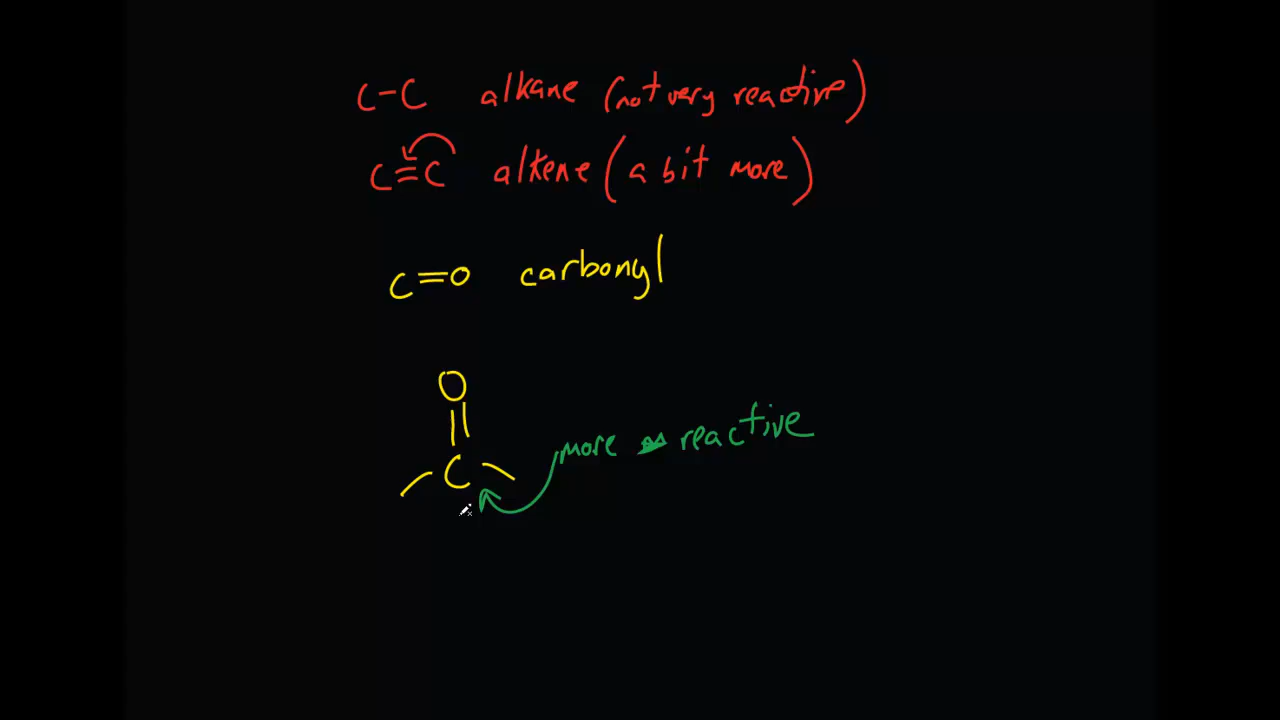 C-C alkane (not very reactive)
C=C alkene (a bit more)
C=O carbonyl
O
C
more reactive